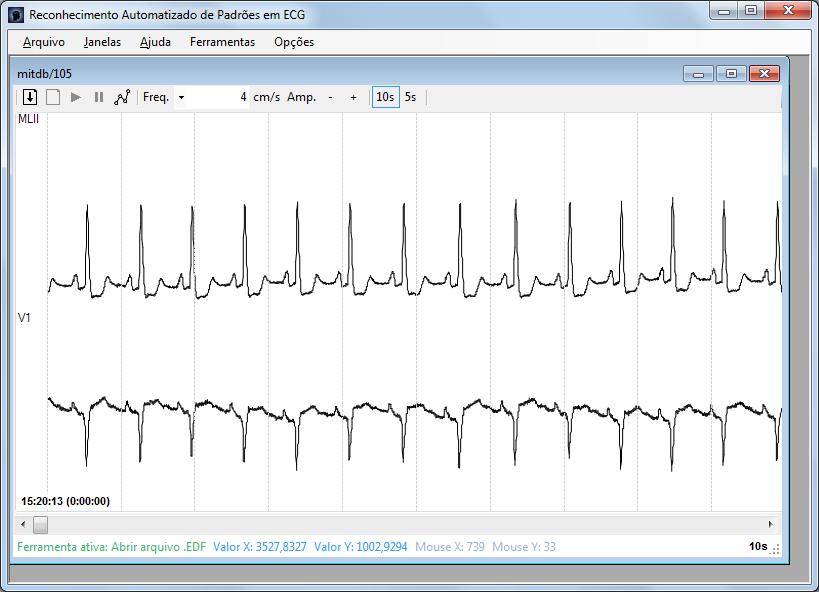 Reconhecimento Automatizado de Padrões em ECG
Arquivo Janelas Ajuda Ferramentas Opções
mitdb/105
Freq. 4 cm/s Amp. - + 10s 5s
MLII
V1
15:20:13 (0:00:00)
Ferramenta ativa: Abrir arquivo .EDF Valor X: 3527,8327 Valor Y: 1002,9294 Mouse X: 739 Mouse Y: 33 10s